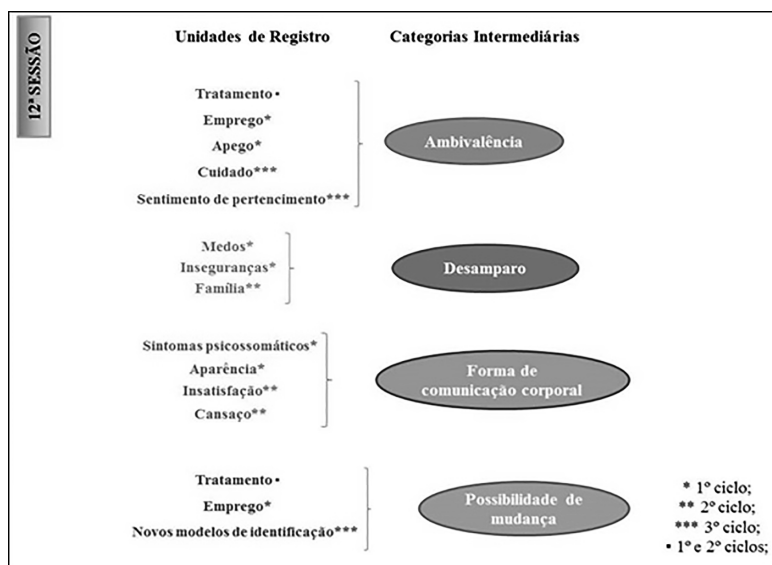 12ª SESSÃO
Unidades de Registro
Categorias Intermediárias
Tratamento •
Emprego*
Apego*
Cuidado***
Sentimento de pertencimento***
Ambivalência
Medos*
Inseguranças*
Família**
Desamparo
Sintomas psicossomáticos*
Aparência*
Insatisfação**
Cansaço**
Forma de
comunicação corporal
Tratamento •
Emprego*
Novos modelos de identificação***
Possibilidade de
mudança
* 1º ciclo;
** 2º ciclo;
*** 3º ciclo;
• 1º e 2º ciclos;